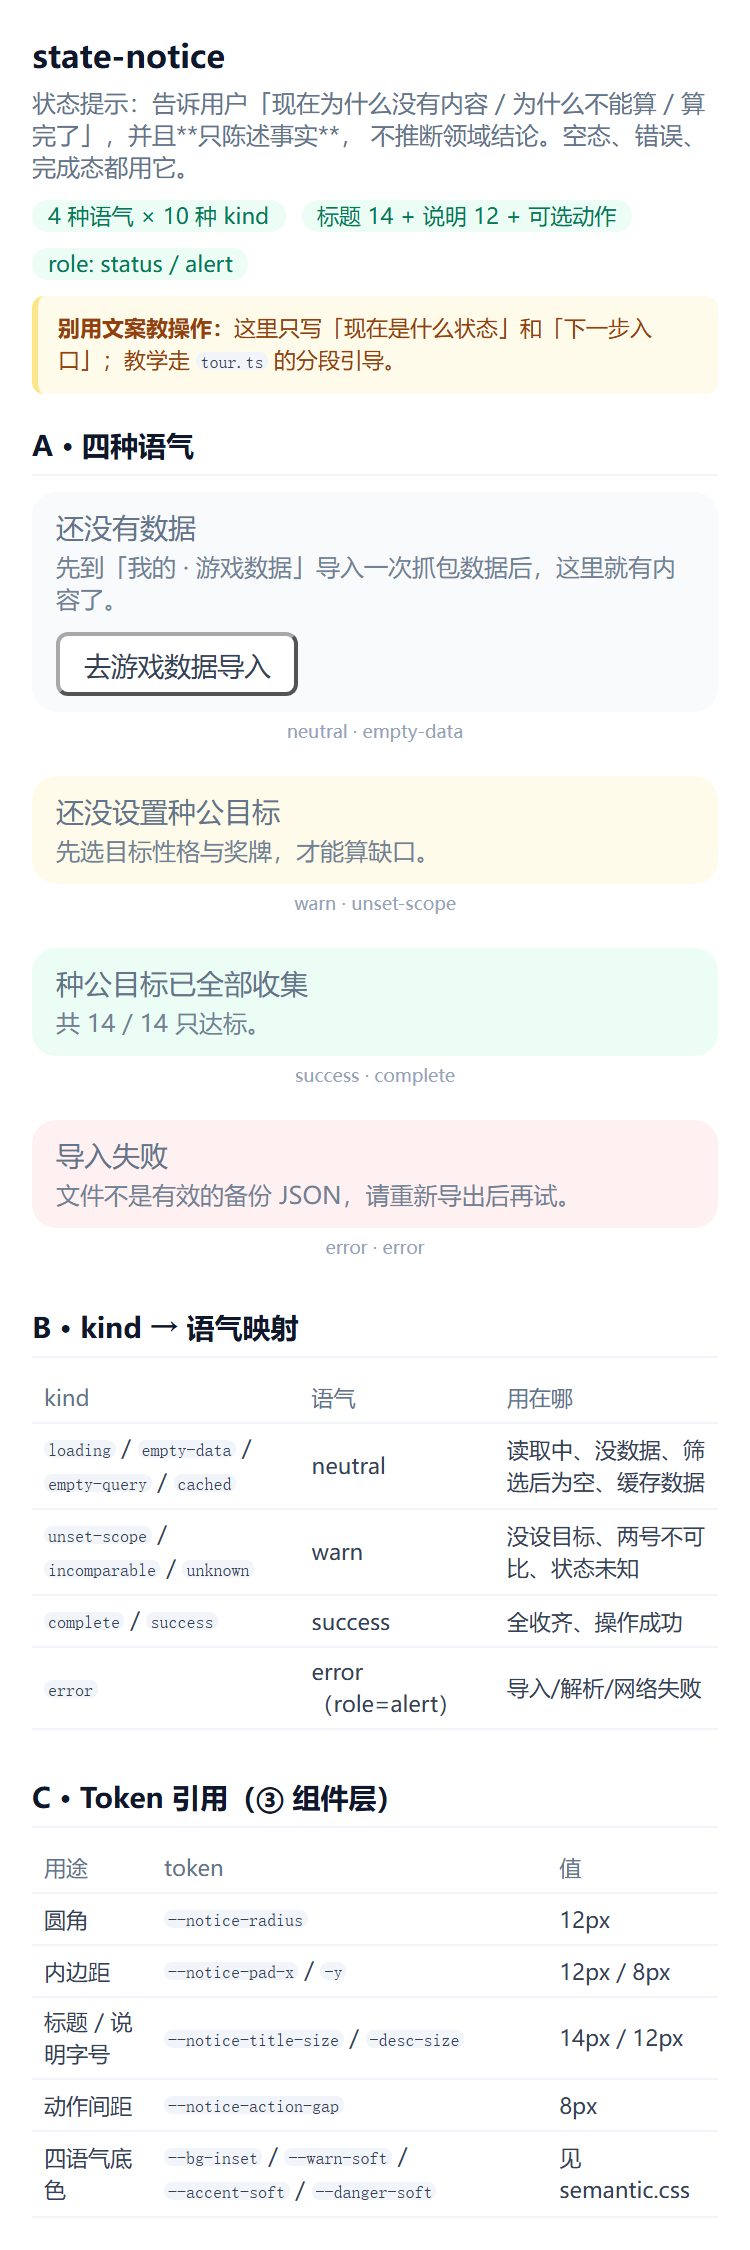 state-notice
状态提示：告诉用户「现在为什么没有内容 / 为什么不能算 / 算
完了」，并且**只陈述事实**， 不推断领域结论。空态、错误、
完成态都用它。
4 种语气 × 10 种 kind
标题 14 + 说明 12 + 可选动作
role: status / alert
别用文案教操作：这里只写「现在是什么状态」和「下一步入
口」；教学走 tour.ts 的分段引导。
A • 四种语气
还没有数据
先到「我的 · 游戏数据」导入一次抓包数据后，这里就有内
容了。
去游戏数据导入
neutral · empty-data
还没设置种公目标
先选目标性格与奖牌，才能算缺口。
warn · unset-scope
种公目标已全部收集
共 14 / 14 只达标。
success · complete
导入失败
文件不是有效的备份 JSON，请重新导出后再试。
error · error
B • kind → 语气映射
kind 语气 用在哪
loading / empty-data /
empty-query / cached
neutral
读取中、没数据、筛
选后为空、缓存数据
unset-scope /
incomparable / unknown
warn
没设目标、两号不可
比、状态未知
complete / success
success
全收齐、操作成功
error
error
（role=alert）
导入/解析/网络失败
C • Token 引用（③ 组件层）
用途 token 值
圆角 --notice-radius 12px
内边距 --notice-pad-x / -y 12px / 8px
标题 / 说
明字号
--notice-title-size / -desc-size
14px / 12px
动作间距 --notice-action-gap 8px
四语气底
色
--bg-inset / --warn-soft /
--accent-soft / --danger-soft
见
semantic.css